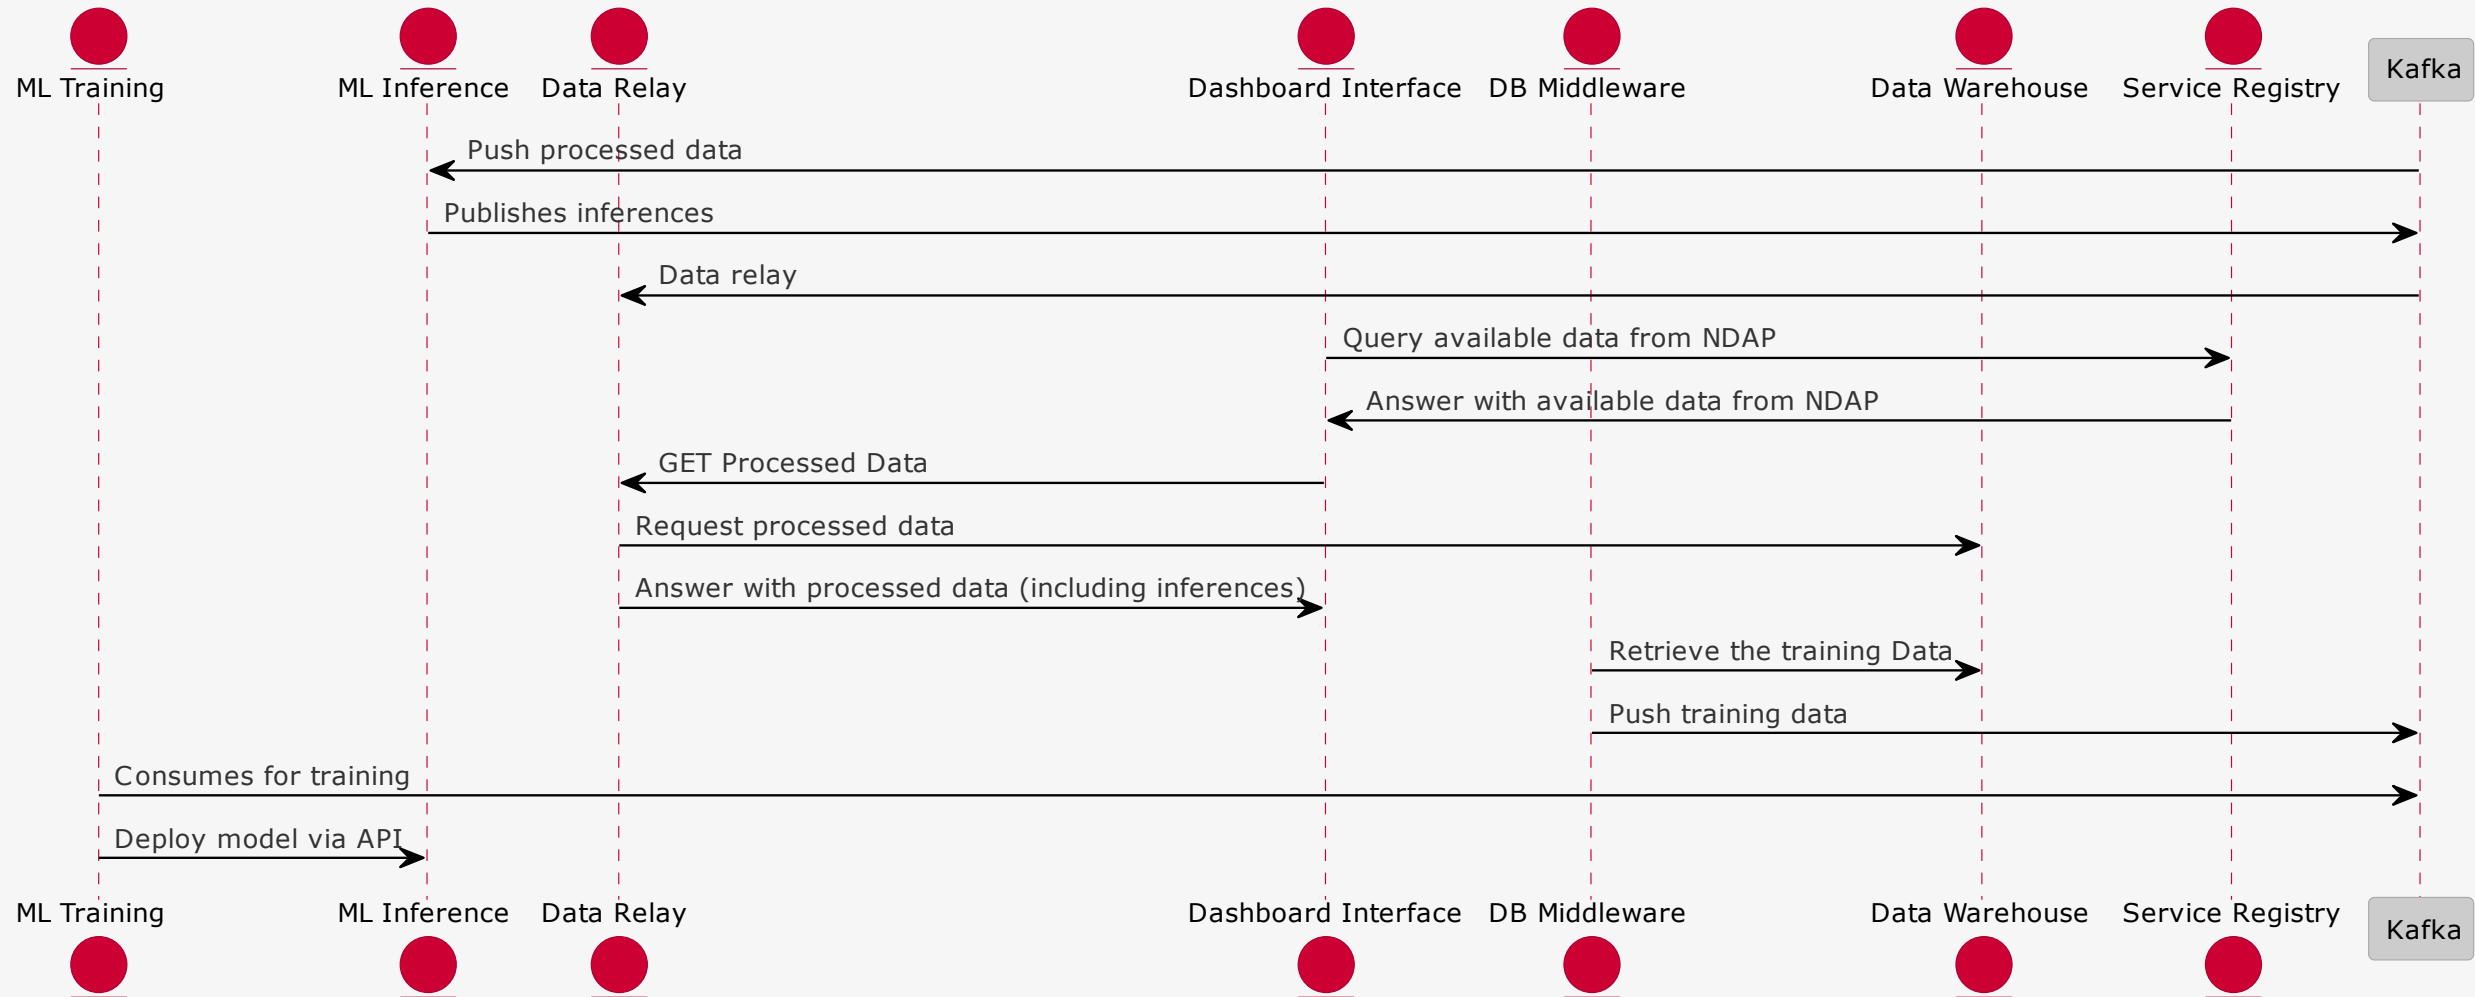 ML Training ML Inference Data Relay Dashboard Interface DB Middleware Data Warehouse Service Registry Kafka
Push processed data
Publishes inferences
Data relay
Query available data from NDAP
Answer with available data from NDAP
GET Processed Data
Request processed data
Answer with processed data (including inferences)
Retrieve the training Data
Push training data
Consumes for training
Deploy model via API
ML Training ML Inference Data Relay Dashboard Interface DB Middleware Data Warehouse Service Registry Kafka